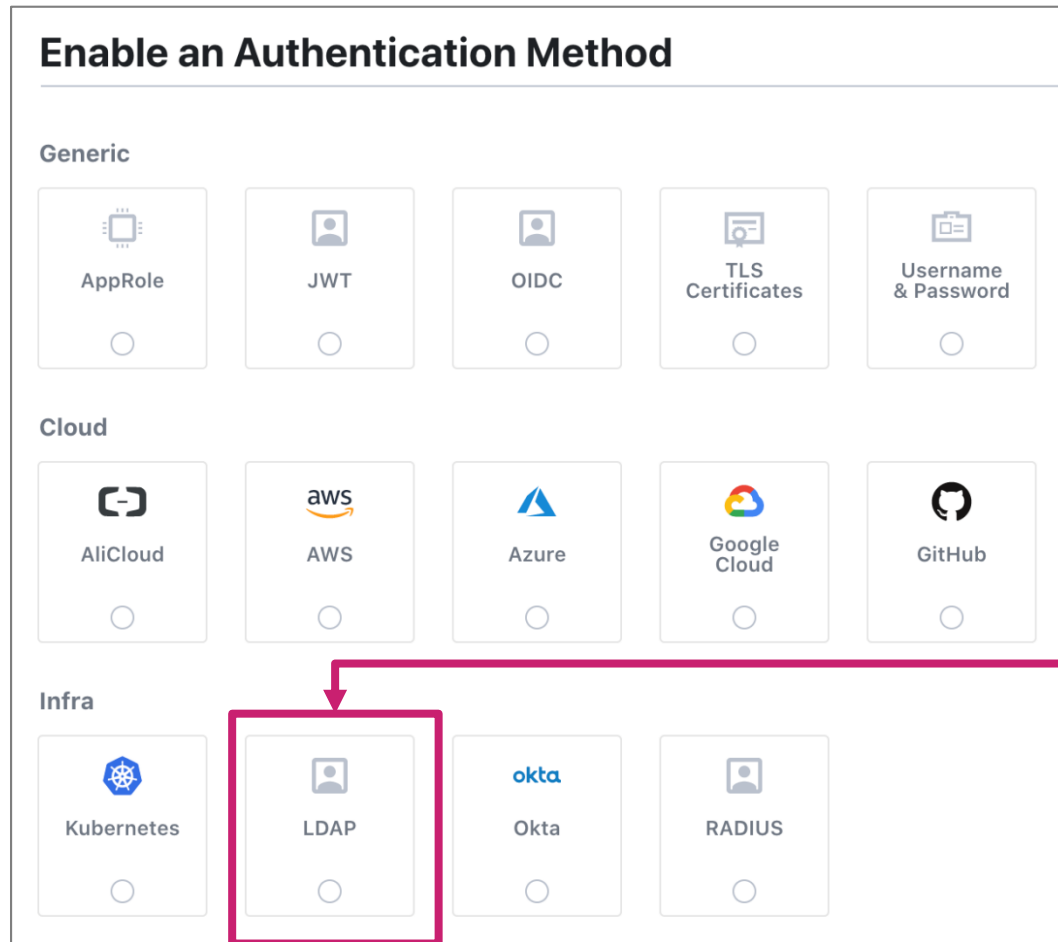 Enable an Authentication Method
Generic
AppRole
JWT
OIDC
TLS
Certificates
Username
& Password
Cloud
AliCloud
aws
AWS
Azure
Google
Cloud
GitHub
Infra
Kubernetes
LDAP
okta
Okta
RADIUS